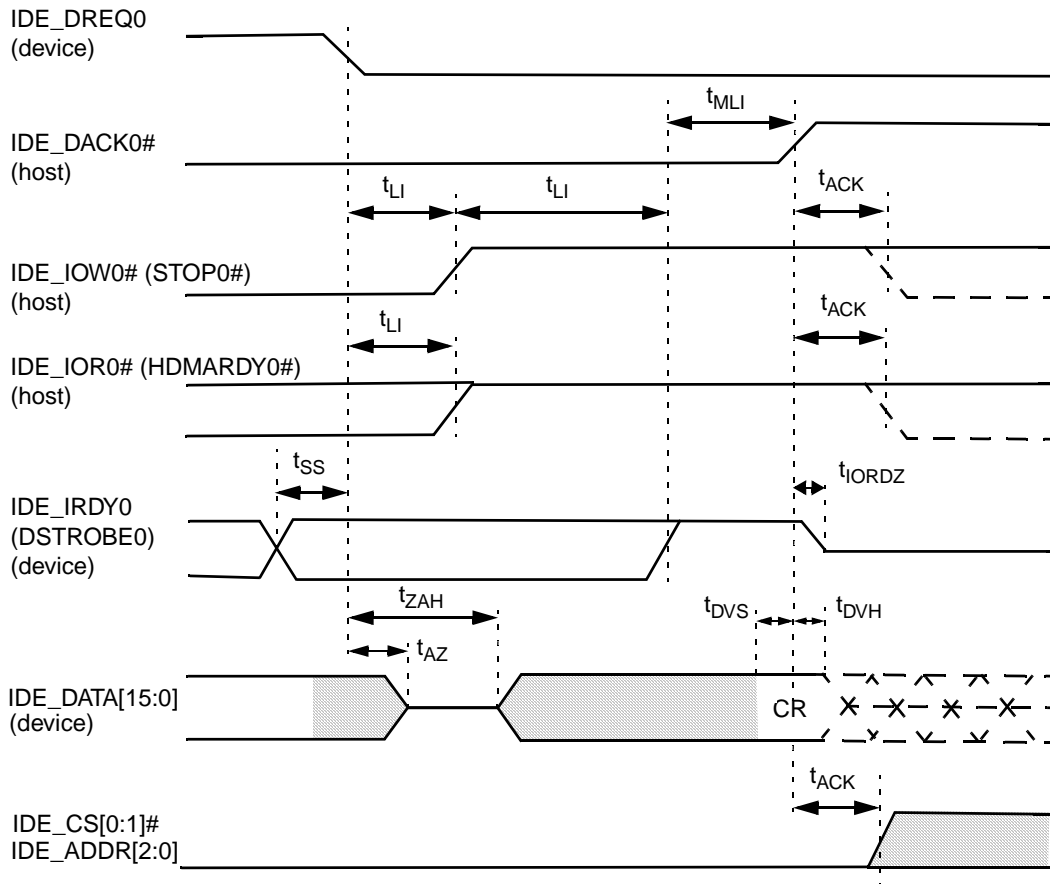 IDE_DREQ0
(device)
tMLI
IDE_DACK0#
(host)
tLI
tLI
tACK
IDE_IOW0# (STOP0#)
(host)
tLI
tACK
IDE_IOR0# (HDMARDY0#)
(host)
tSS
tIORDZ
IDE_IRDY0
(DSTROBE0)
(device)
tZAH
tDVS
tDVH
tAZ
IDE_DATA[15:0]
(device)
CR
tACK
IDE_CS[0:1]#
IDE_ADDR[2:0]